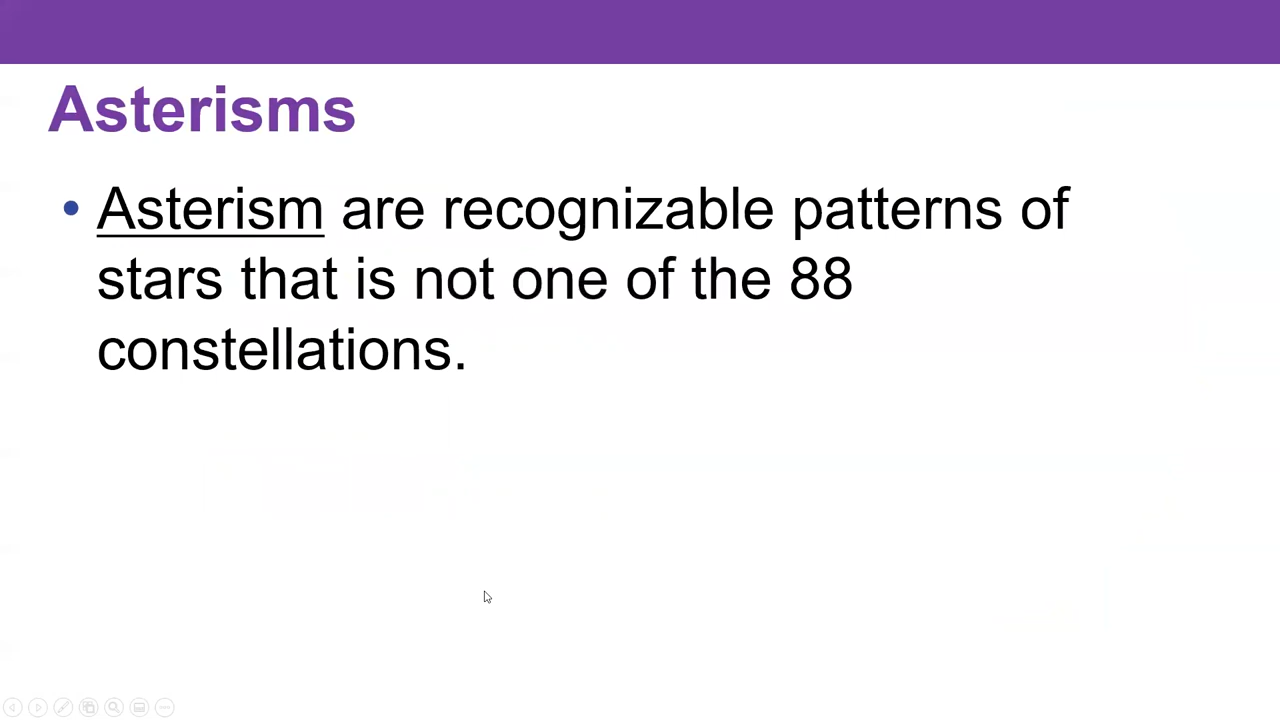 Asterisms
• Asterism are recognizable patterns of
stars that is not one of the 88
constellations.